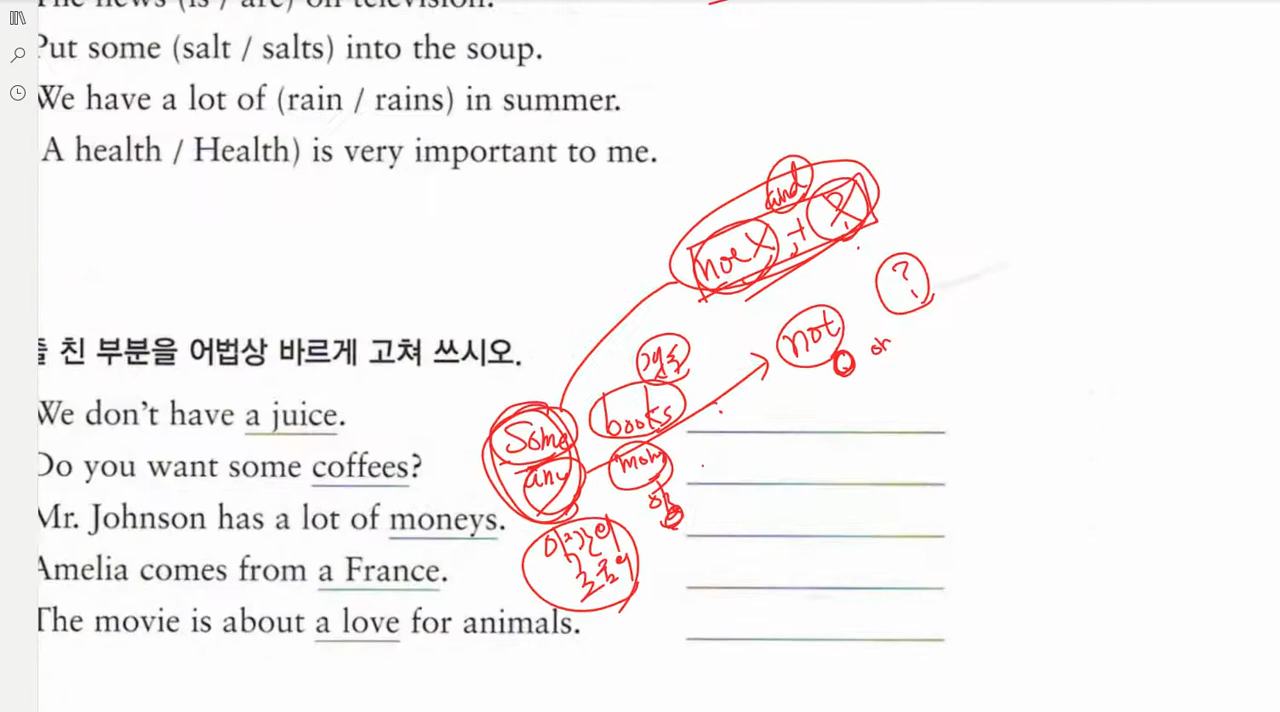 The news (is / are) on television.
Put some (salt / salts) into the soup.
We have a lot of (rain / rains) in summer.
A health / Health) is very important to me.
and
not X +
?
친 부분을 어법상 바르게 고쳐 쓰시오.
not
or
books
We don't have a juice.
Some
any
Do you want some coffees?
Mr. Johnson has a lot of moneys.
Amelia comes from a France.
The movie is about a love for animals.